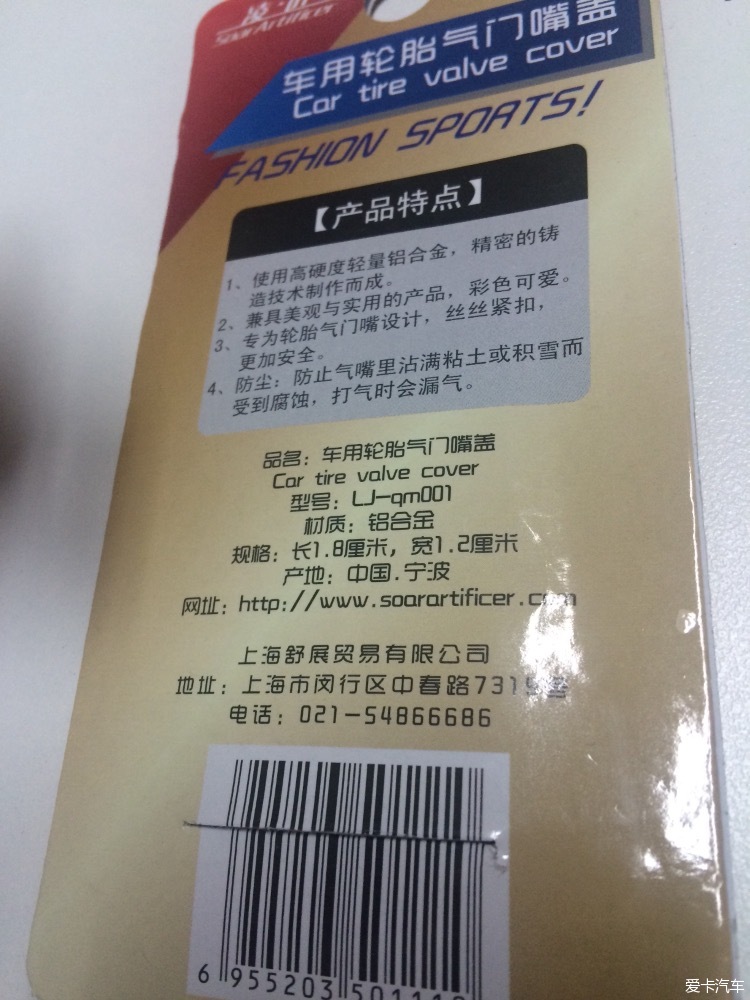 Soar Artificer
车用轮胎气门嘴盖
Car tire valve cover
FASHION SPORTS!
【产品特点】
1、使用高硬度轻量铝合金，精密的铸
造技术制作而成。
2、兼具美观与实用的产品，彩色可爱。
3、专为轮胎气门嘴设计，丝丝紧扣，
更加安全。
4、防尘：防止气嘴里沾满粘土或积雪而
受到腐蚀，打气时会漏气。
品名：车用轮胎气门嘴盖
Car tire valve cover
型号：LJ-qm001
材质：铝合金
规格：长1.8厘米，宽1.2厘米
产地：中国.宁波
网址：http://www.soarartificer.com
上海舒展贸易有限公司
地址：上海市闵行区中春路731号
电话：021-54866686
6 955203 501118
爱卡汽车